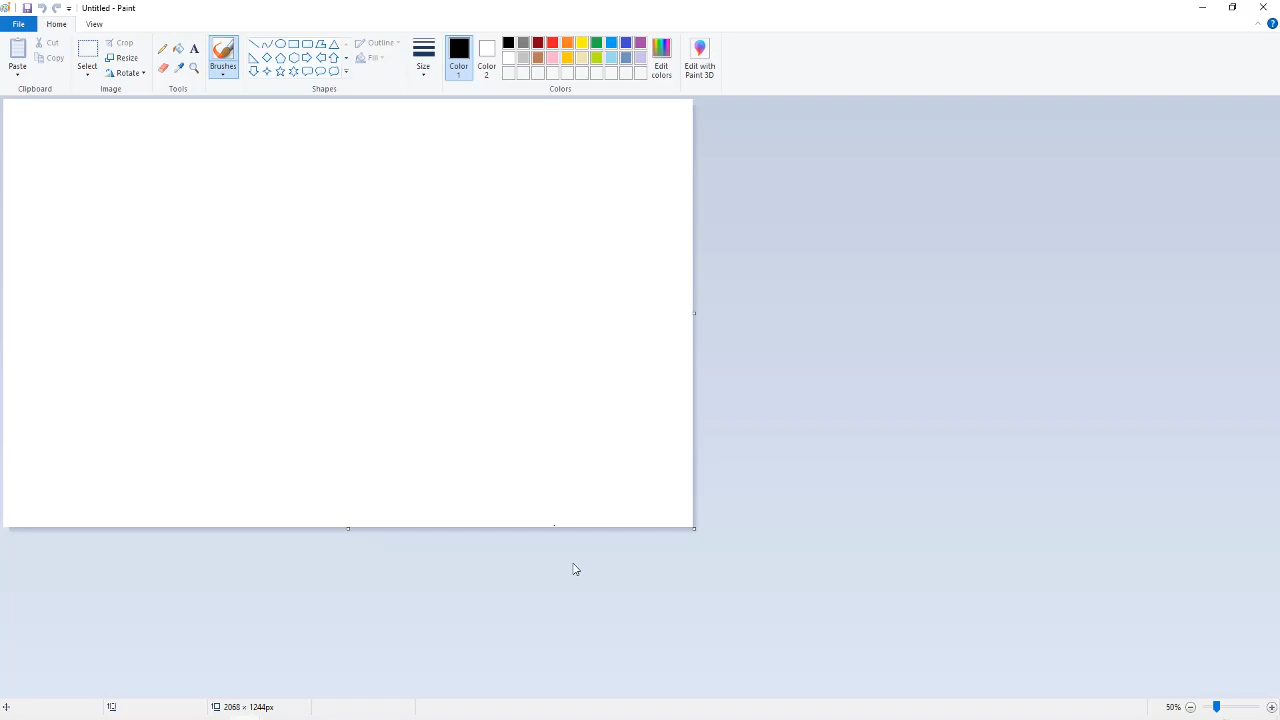 Untitled - Paint
File Home View
Paste
Cut
Copy
Clipboard
Select
Crop
Resize
Rotate
Image
A
Tools
Brushes
Outline
Fill
Shapes
Size
Color 1
Color 2
Edit colors
Edit with Paint 3D
Colors
2068 × 1244px
50%